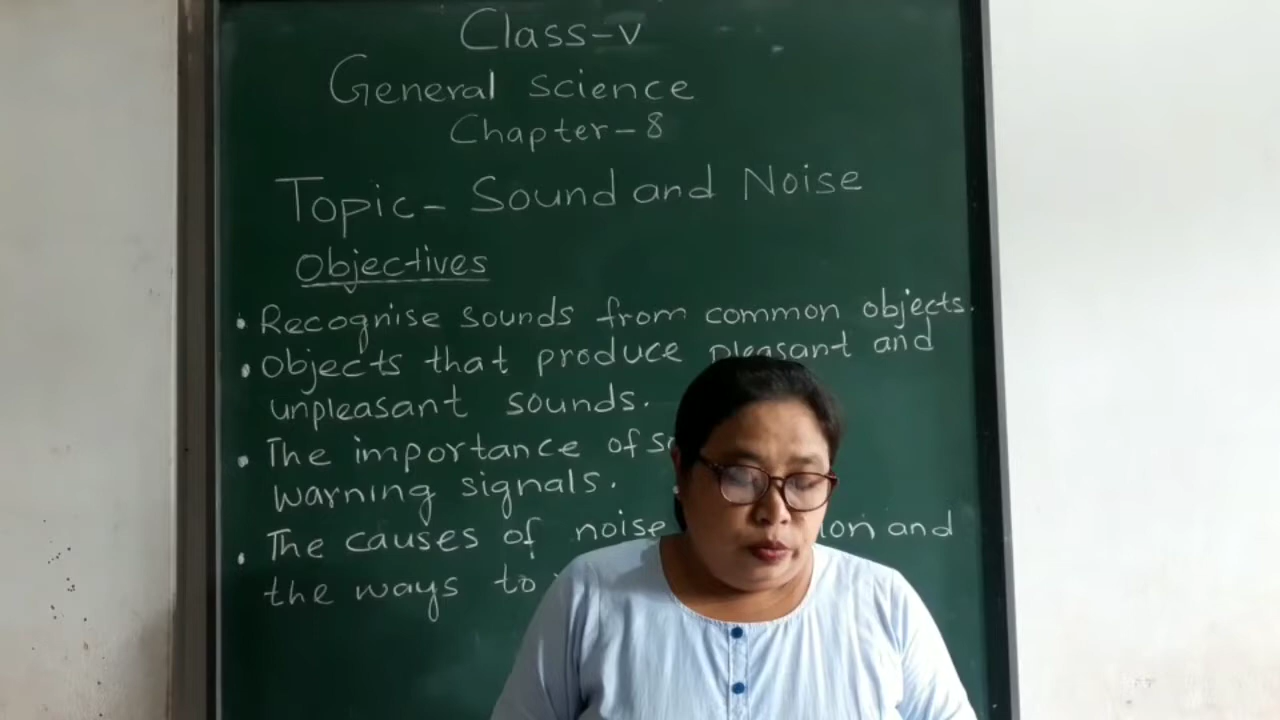 Class-V
General science
Chapter-8
Topic- Sound and Noise
Objectives
• Recognise sounds from common objects.
• Objects that produce pleasant and
unpleasant sounds.
• The importance of
warning signals.
• The causes of noise and
the ways to